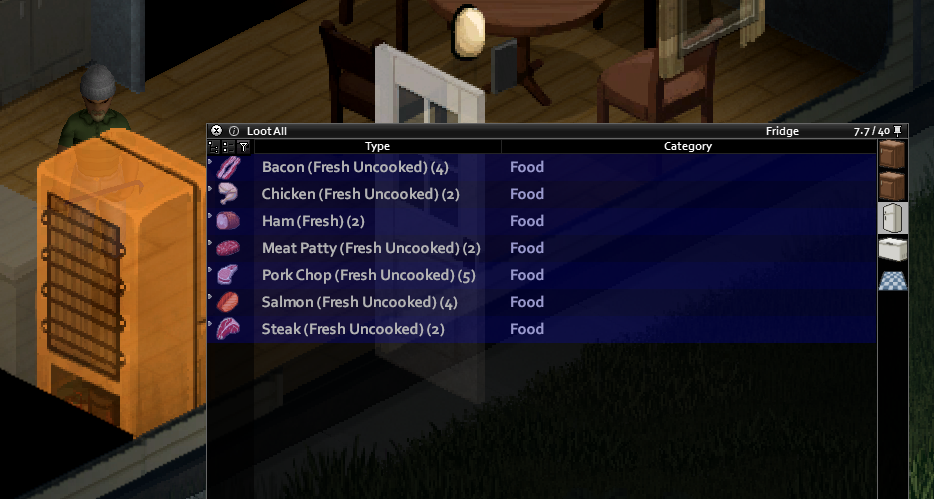 Loot All Fridge 7.7 / 40
Type Category
Bacon (Fresh Uncooked) (4) Food
Chicken (Fresh Uncooked) (2) Food
Ham (Fresh) (2) Food
Meat Patty (Fresh Uncooked) (2) Food
Pork Chop (Fresh Uncooked) (5) Food
Salmon (Fresh Uncooked) (4) Food
Steak (Fresh Uncooked) (2) Food